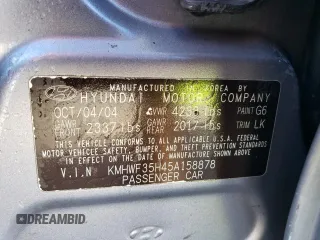 MANUFACTURED IN KOREA BY
HYUNDAI MOTOR COMPANY
OCT/04/04 GVWR lbs PAINT G6
GAWR FRONT 2337 lbs GAWR REAR 2017 lbs TRIM LK
THIS VEHICLE CONFORMS TO ALL APPLICABLE U.S.A. FEDERAL
MOTOR VEHICLE SAFETY, BUMPER, AND THEFT PREVENTION
STANDARDS IN EFFECT ON THE DATE OF MANUFACTURE SHOWN ABOVE.
V.I.N KMHWF35H45A158878
PASSENGER CAR